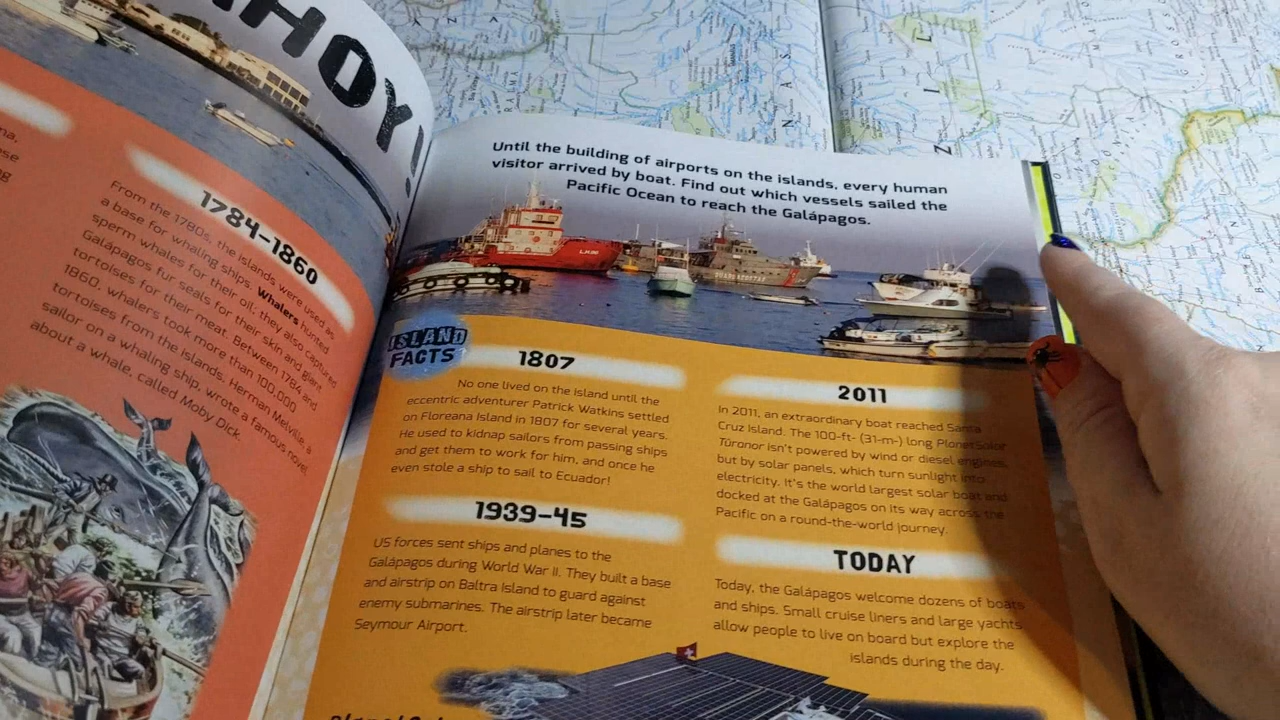 AHOY!
1784–1860
From the 1780s, the islands were used as
a base for whaling ships. Whalers hunted
sperm whales for their oil; they also captured
Galápagos fur seals for their skin and giant
tortoises for their meat. Between 1784 and
1860, whalers took more than 100,000
tortoises from the islands. Herman Melville, a
sailor on a whaling ship, wrote a famous novel
about a whale, called Moby Dick.
Until the building of airports on the islands, every human
visitor arrived by boat. Find out which vessels sailed the
Pacific Ocean to reach the Galápagos.
ISLAND
FACTS
1807
No one lived on the island until the
eccentric adventurer Patrick Watkins settled
on Floreana Island in 1807 for several years.
He used to kidnap sailors from passing ships
and get them to work for him, and once he
even stole a ship to sail to Ecuador!
1939–45
US forces sent ships and planes to the
Galápagos during World War II. They built a base
and airstrip on Baltra Island to guard against
enemy submarines. The airstrip later became
Seymour Airport.
2011
In 2011, an extraordinary boat reached Santa
Cruz Island. The 100-ft- (31-m-) long PlanetSolar
Tûranor isn't powered by wind or diesel engines,
but by solar panels, which turn sunlight into
electricity. It's the world largest solar boat and
docked at the Galápagos on its way across the
Pacific on a round-the-world journey.
TODAY
Today, the Galápagos welcome dozens of boats
and ships. Small cruise liners and large yachts
allow people to live on board but explore the
islands during the day.